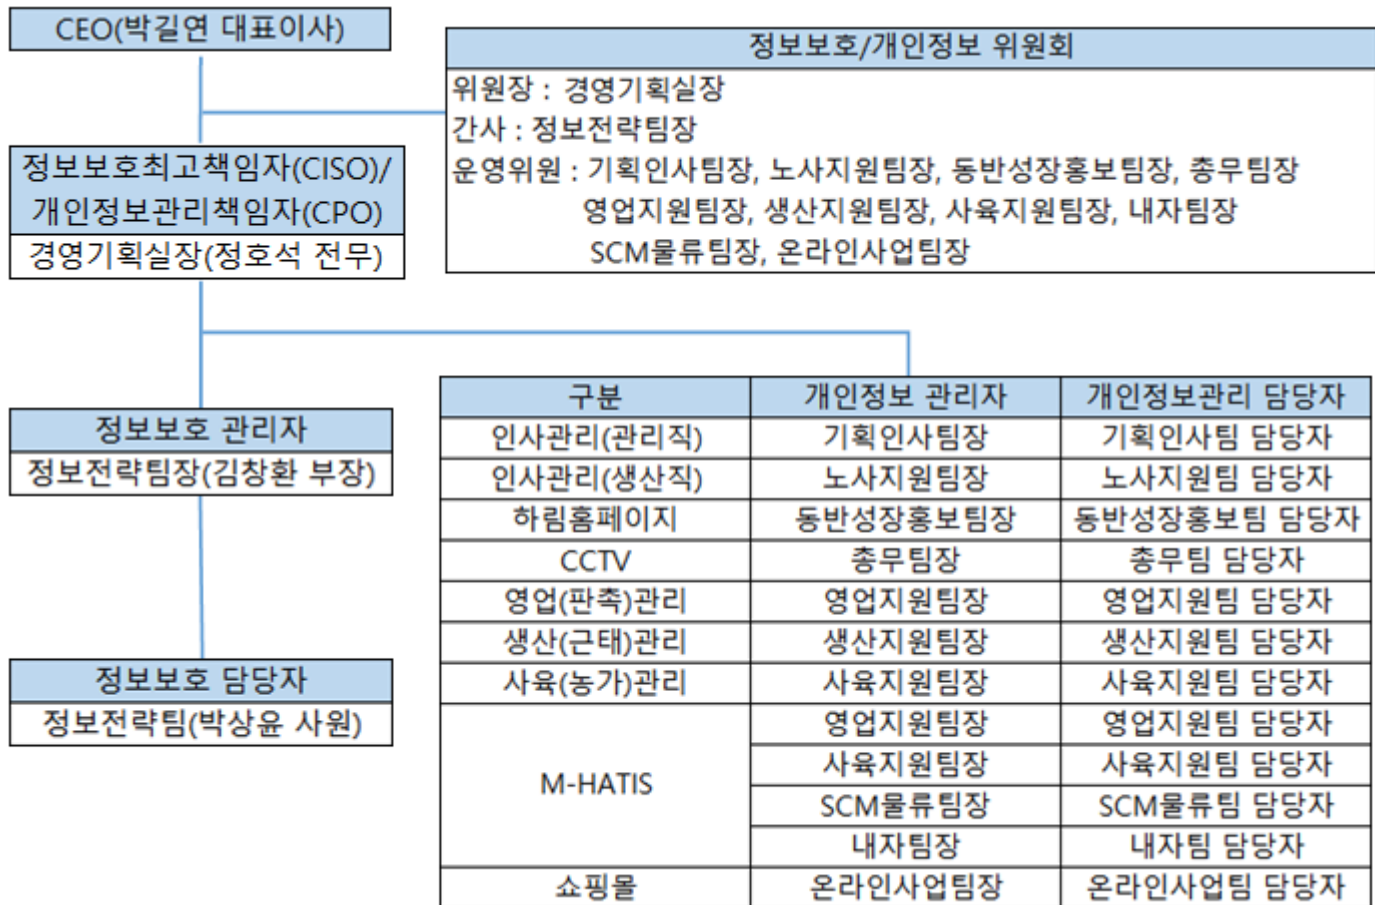 CEO(박길연 대표이사)
정보보호/개인정보 위원회
위원장 : 경영기획실장
간사 : 정보전략팀장
운영위원 : 기획인사팀장, 노사지원팀장, 동반성장홍보팀장, 총무팀장
영업지원팀장, 생산지원팀장, 사육지원팀장, 내자팀장
SCM물류팀장, 온라인사업팀장
정보보호최고책임자(CISO)/
개인정보관리책임자(CPO)
경영기획실장(정호석 전무)
정보보호 관리자
정보전략팀장(김창환 부장)
정보보호 담당자
정보전략팀(박상윤 사원)
구분 개인정보 관리자 개인정보관리 담당자
인사관리(관리직) 기획인사팀장 기획인사팀 담당자
인사관리(생산직) 노사지원팀장 노사지원팀 담당자
하림홈페이지 동반성장홍보팀장 동반성장홍보팀 담당자
CCTV 총무팀장 총무팀 담당자
영업(판촉)관리 영업지원팀장 영업지원팀 담당자
생산(근태)관리 생산지원팀장 생산지원팀 담당자
사육(농가)관리 사육지원팀장 사육지원팀 담당자
M-HATIS 영업지원팀장 영업지원팀 담당자
사육지원팀장 사육지원팀 담당자
SCM물류팀장 SCM물류팀 담당자
내자팀장 내자팀 담당자
쇼핑몰 온라인사업팀장 온라인사업팀 담당자